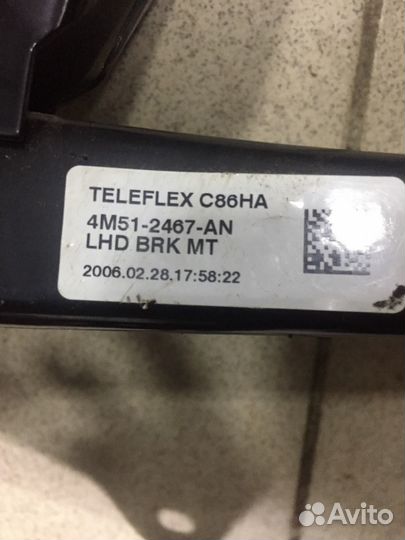 TELEFLEX C86HA
4M51-2467-AN
LHD BRK MT
2006.02.28.17:58:22
Avito